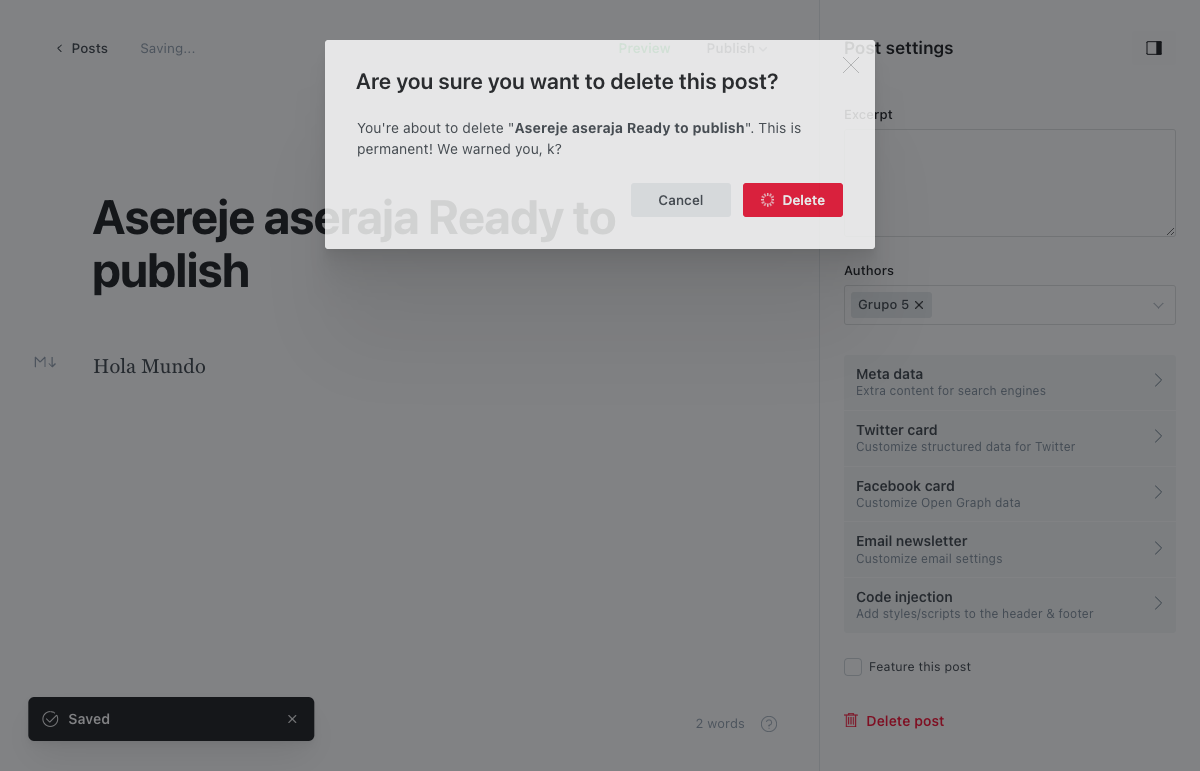 Posts
Saving...
Preview
Publish
Post settings
Are you sure you want to delete this post?
You're about to delete "Asereje aseraja Ready to publish". This is
permanent! We warned you, k?
Cancel
Delete
Asereje aseraja Ready to
publish
M↓
Hola Mundo
Excerpt
Authors
Grupo 5
Meta data
Extra content for search engines
Twitter card
Customize structured data for Twitter
Facebook card
Customize Open Graph data
Email newsletter
Customize email settings
Code injection
Add styles/scripts to the header & footer
Feature this post
Delete post
Saved
2 words
?